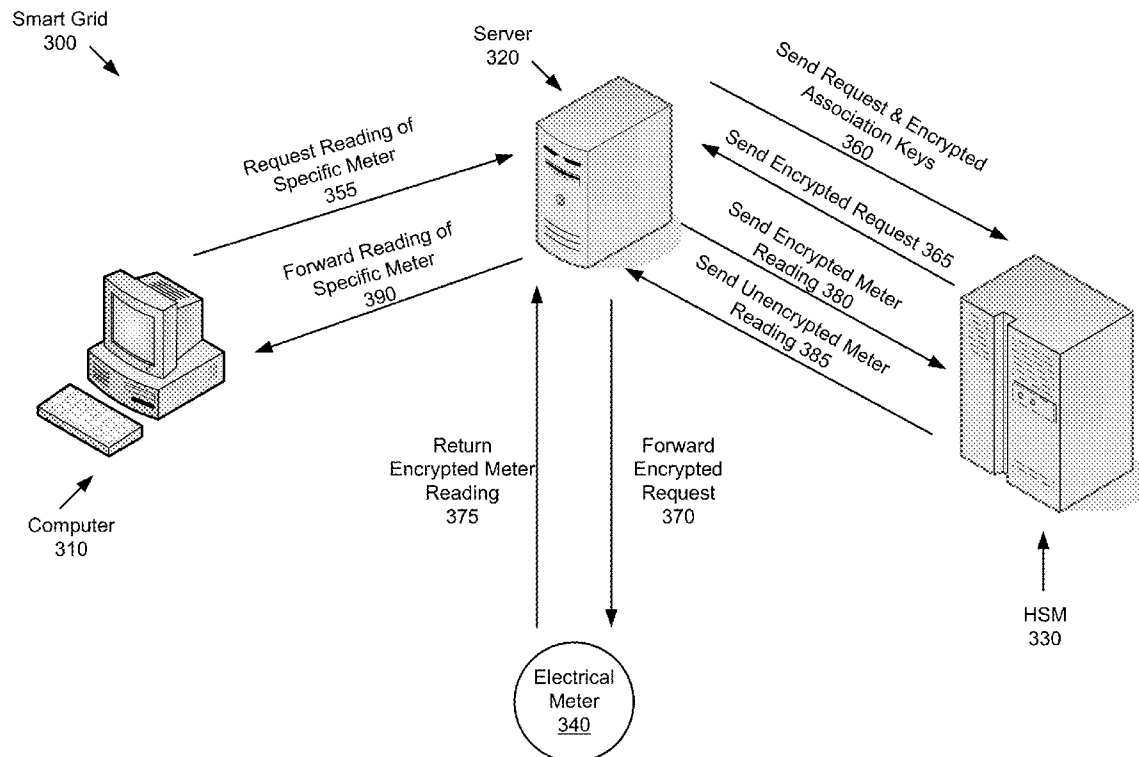 Smart Grid
300
Server
320
Send Request & Encrypted
Association Keys
360
Request Reading of
Specific Meter
355
Send Encrypted Request 365
Send Encrypted Meter
Reading 380
Forward Reading of
Specific Meter
390
Send Unencrypted Meter
Reading 385
Return
Encrypted Meter
Reading
375
Forward
Encrypted
Request
370
Computer
310
HSM
330
Electrical
Meter
340